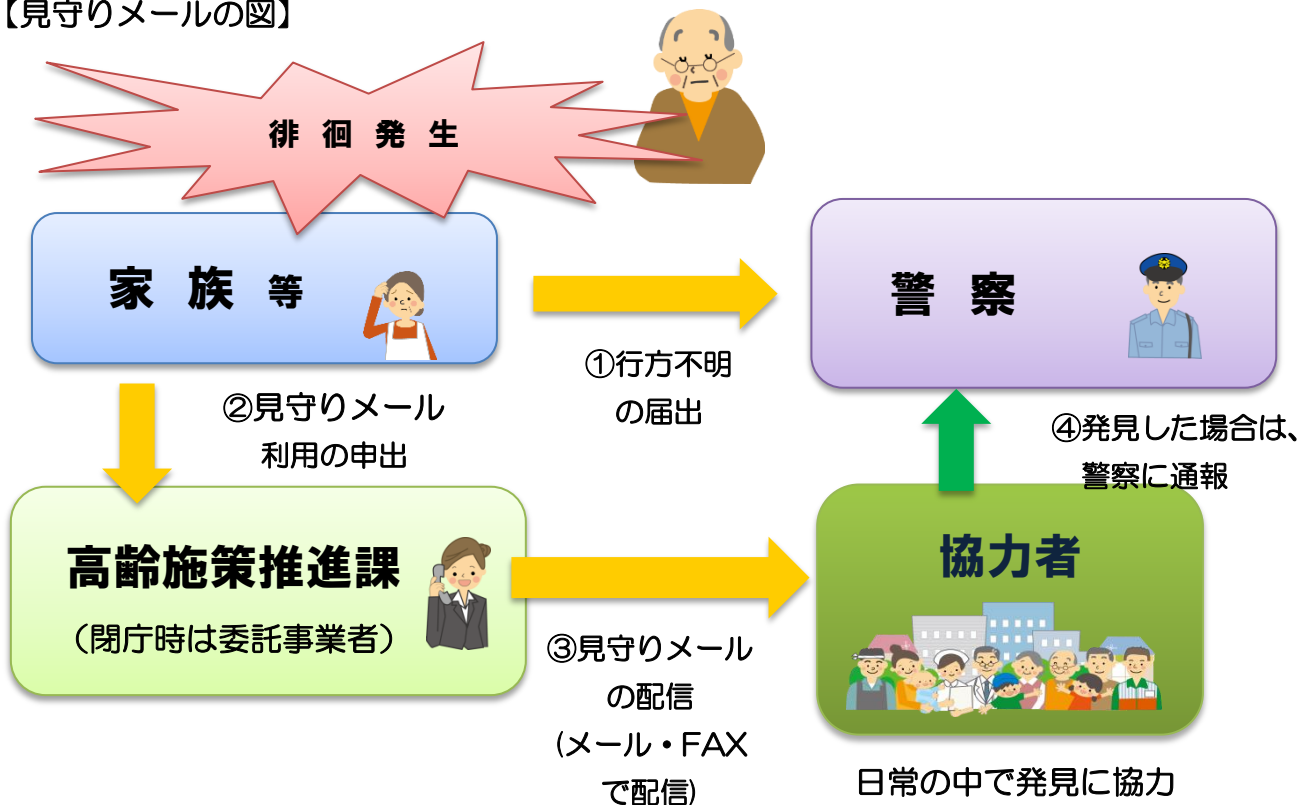 【見守りメールの図】
徘徊発生
家族等
警察
①行方不明
の届出
②見守りメール
利用の申出
④発見した場合は、
警察に通報
高齢施策推進課
（閉庁時は委託事業者）
協力者
③見守りメール
の配信
(メール・FAX
で配信)
日常の中で発見に協力